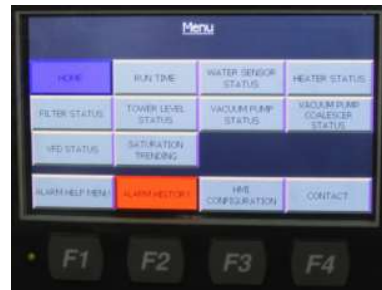 Menu
HOME
RUN TIME
WATER SENSOR
STATUS
HEATER STATUS
FILTER STATUS
TOWER LEVEL
STATUS
VACUUM PUMP
STATUS
VACUUM PUMP
COALESCER
STATUS
VFD STATUS
SATURATION
TRENDING
ALARM HELP MENU
ALARM HISTORY
HMI
CONFIGURATION
CONTACT
F1
F2
F3
F4